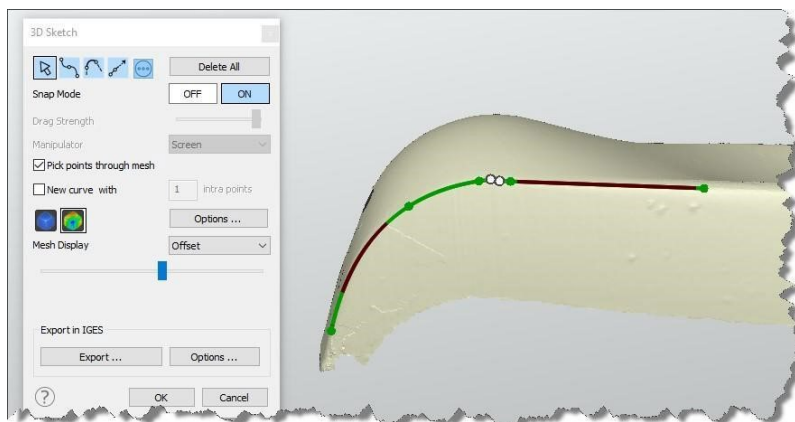 3D Sketch
Delete All
Snap Mode
OFF
ON
Drag Strength
Manipulator
Screen
Pick points through mesh
New curve with
1
intra points
Options ...
Mesh Display
Offset
Export in IGES
Export ...
Options ...
?
OK
Cancel